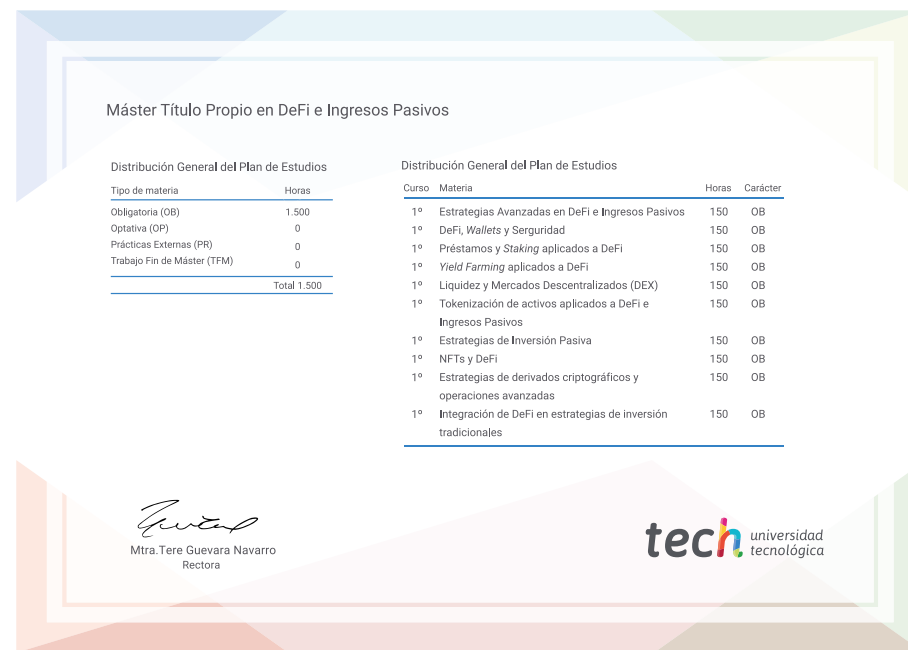 Máster Título Propio en DeFi e Ingresos Pasivos
Distribución General del Plan de Estudios
Tipo de materia Horas
Obligatoria (OB) 1.500
Optativa (OP) 0
Prácticas Externas (PR) 0
Trabajo Fin de Máster (TFM) 0
Total 1.500
Distribución General del Plan de Estudios
Curso Materia Horas Carácter
1º Estrategias Avanzadas en DeFi e Ingresos Pasivos 150 OB
1º DeFi, Wallets y Serguridad 150 OB
1º Préstamos y Staking aplicados a DeFi 150 OB
1º Yield Farming aplicados a DeFi 150 OB
1º Liquidez y Mercados Descentralizados (DEX) 150 OB
1º Tokenización de activos aplicados a DeFi e 150 OB
Ingresos Pasivos
1º Estrategias de Inversión Pasiva 150 OB
1º NFTs y DeFi 150 OB
1º Estrategias de derivados criptográficos y 150 OB
operaciones avanzadas
1º Integración de DeFi en estrategias de inversión 150 OB
tradicionales
Mtra.Tere Guevara Navarro
Rectora
tech universidad
tecnológica